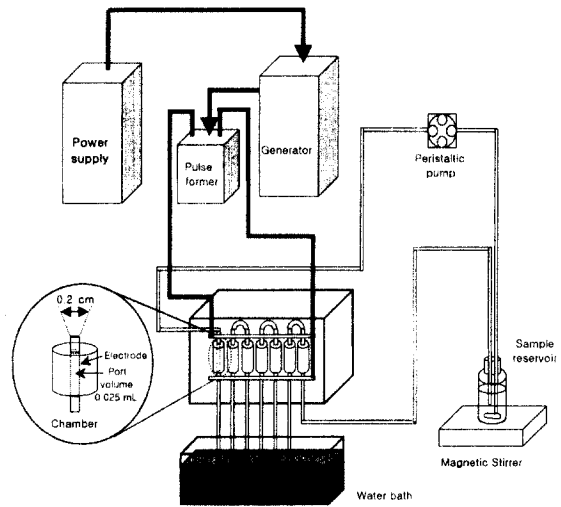 Power
supply
Generator
Pulse
former
Peristaltic
pump
0.2 cm
Electrode
Port
volume
0.025 mL
Chamber
Sample
reservoir
Magnetic Stirrer
Water bath